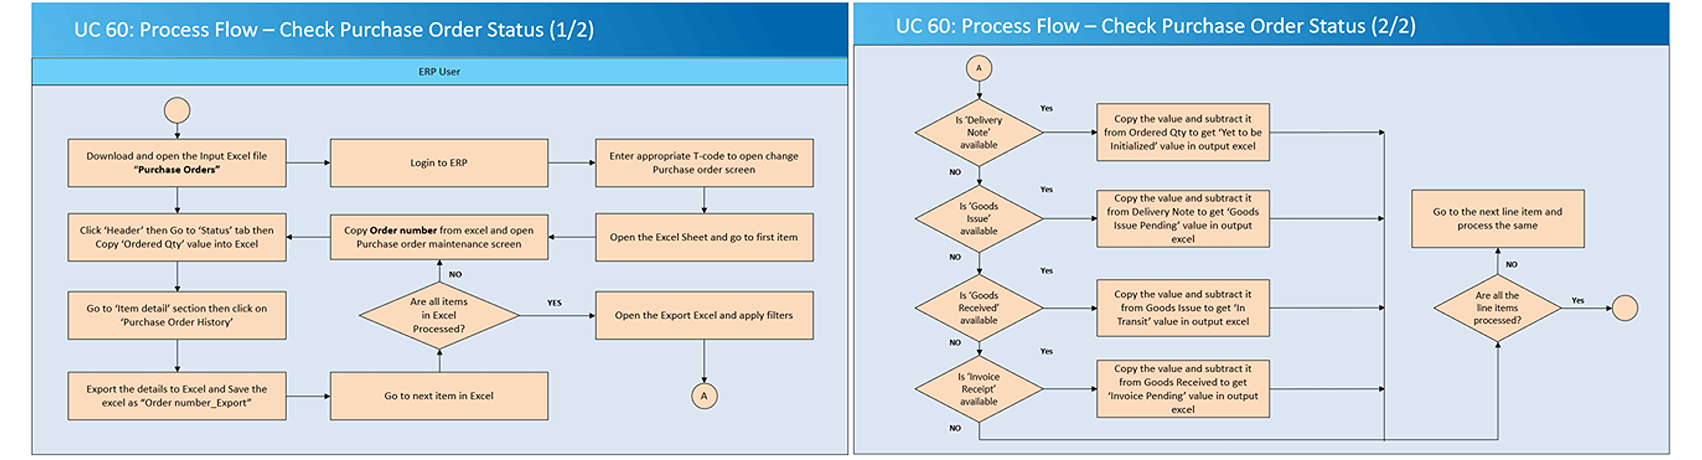 UC 60: Process Flow – Check Purchase Order Status (1/2)
ERP User
Download and open the Input Excel file
“Purchase Orders”
Login to ERP
Enter appropriate T-code to open change
Purchase order screen
Click ‘Header’ then Go to ‘Status’ tab then
Copy ‘Ordered Qty’ value into Excel
Copy Order number from excel and open
Purchase order maintenance screen
Open the Excel Sheet and go to first item
NO
Go to ‘Item detail’ section then click on
‘Purchase Order History’
Are all items
in Excel
Processed?
YES
Open the Export Excel and apply filters
Export the details to Excel and Save the
excel as “Order number_Export”
Go to next item in Excel
A
UC 60: Process Flow – Check Purchase Order Status (2/2)
A
Is ‘Delivery
Note’
available
Yes
Copy the value and subtract it
from Ordered Qty to get ‘Yet to be
Initialized’ value in output excel
NO
Is ‘Goods
Issue’
available
Yes
Copy the value and subtract it
from Delivery Note to get ‘Goods
Issue Pending’ value in output
excel
NO
Is ‘Goods
Received’
available
Yes
Copy the value and subtract it
from Goods Issue to get ‘In
Transit’ value in output excel
NO
Is ‘Invoice
Receipt’
available
Yes
Copy the value and subtract it
from Goods Received to get
‘Invoice Pending’ value in output
excel
NO
Go to the next line item and
process the same
NO
Are all the
line items
processed?
Yes